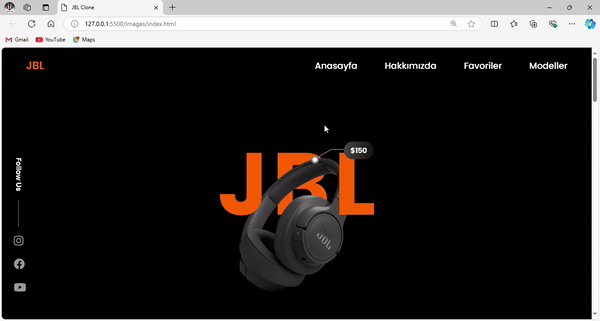 JBL Clone
127.0.0.1:5500/images/index.html
Gmail
YouTube
Maps
JBL
Anasayfa
Hakkımızda
Favoriler
Modeller
Follow Us
JBL
$150
JBL